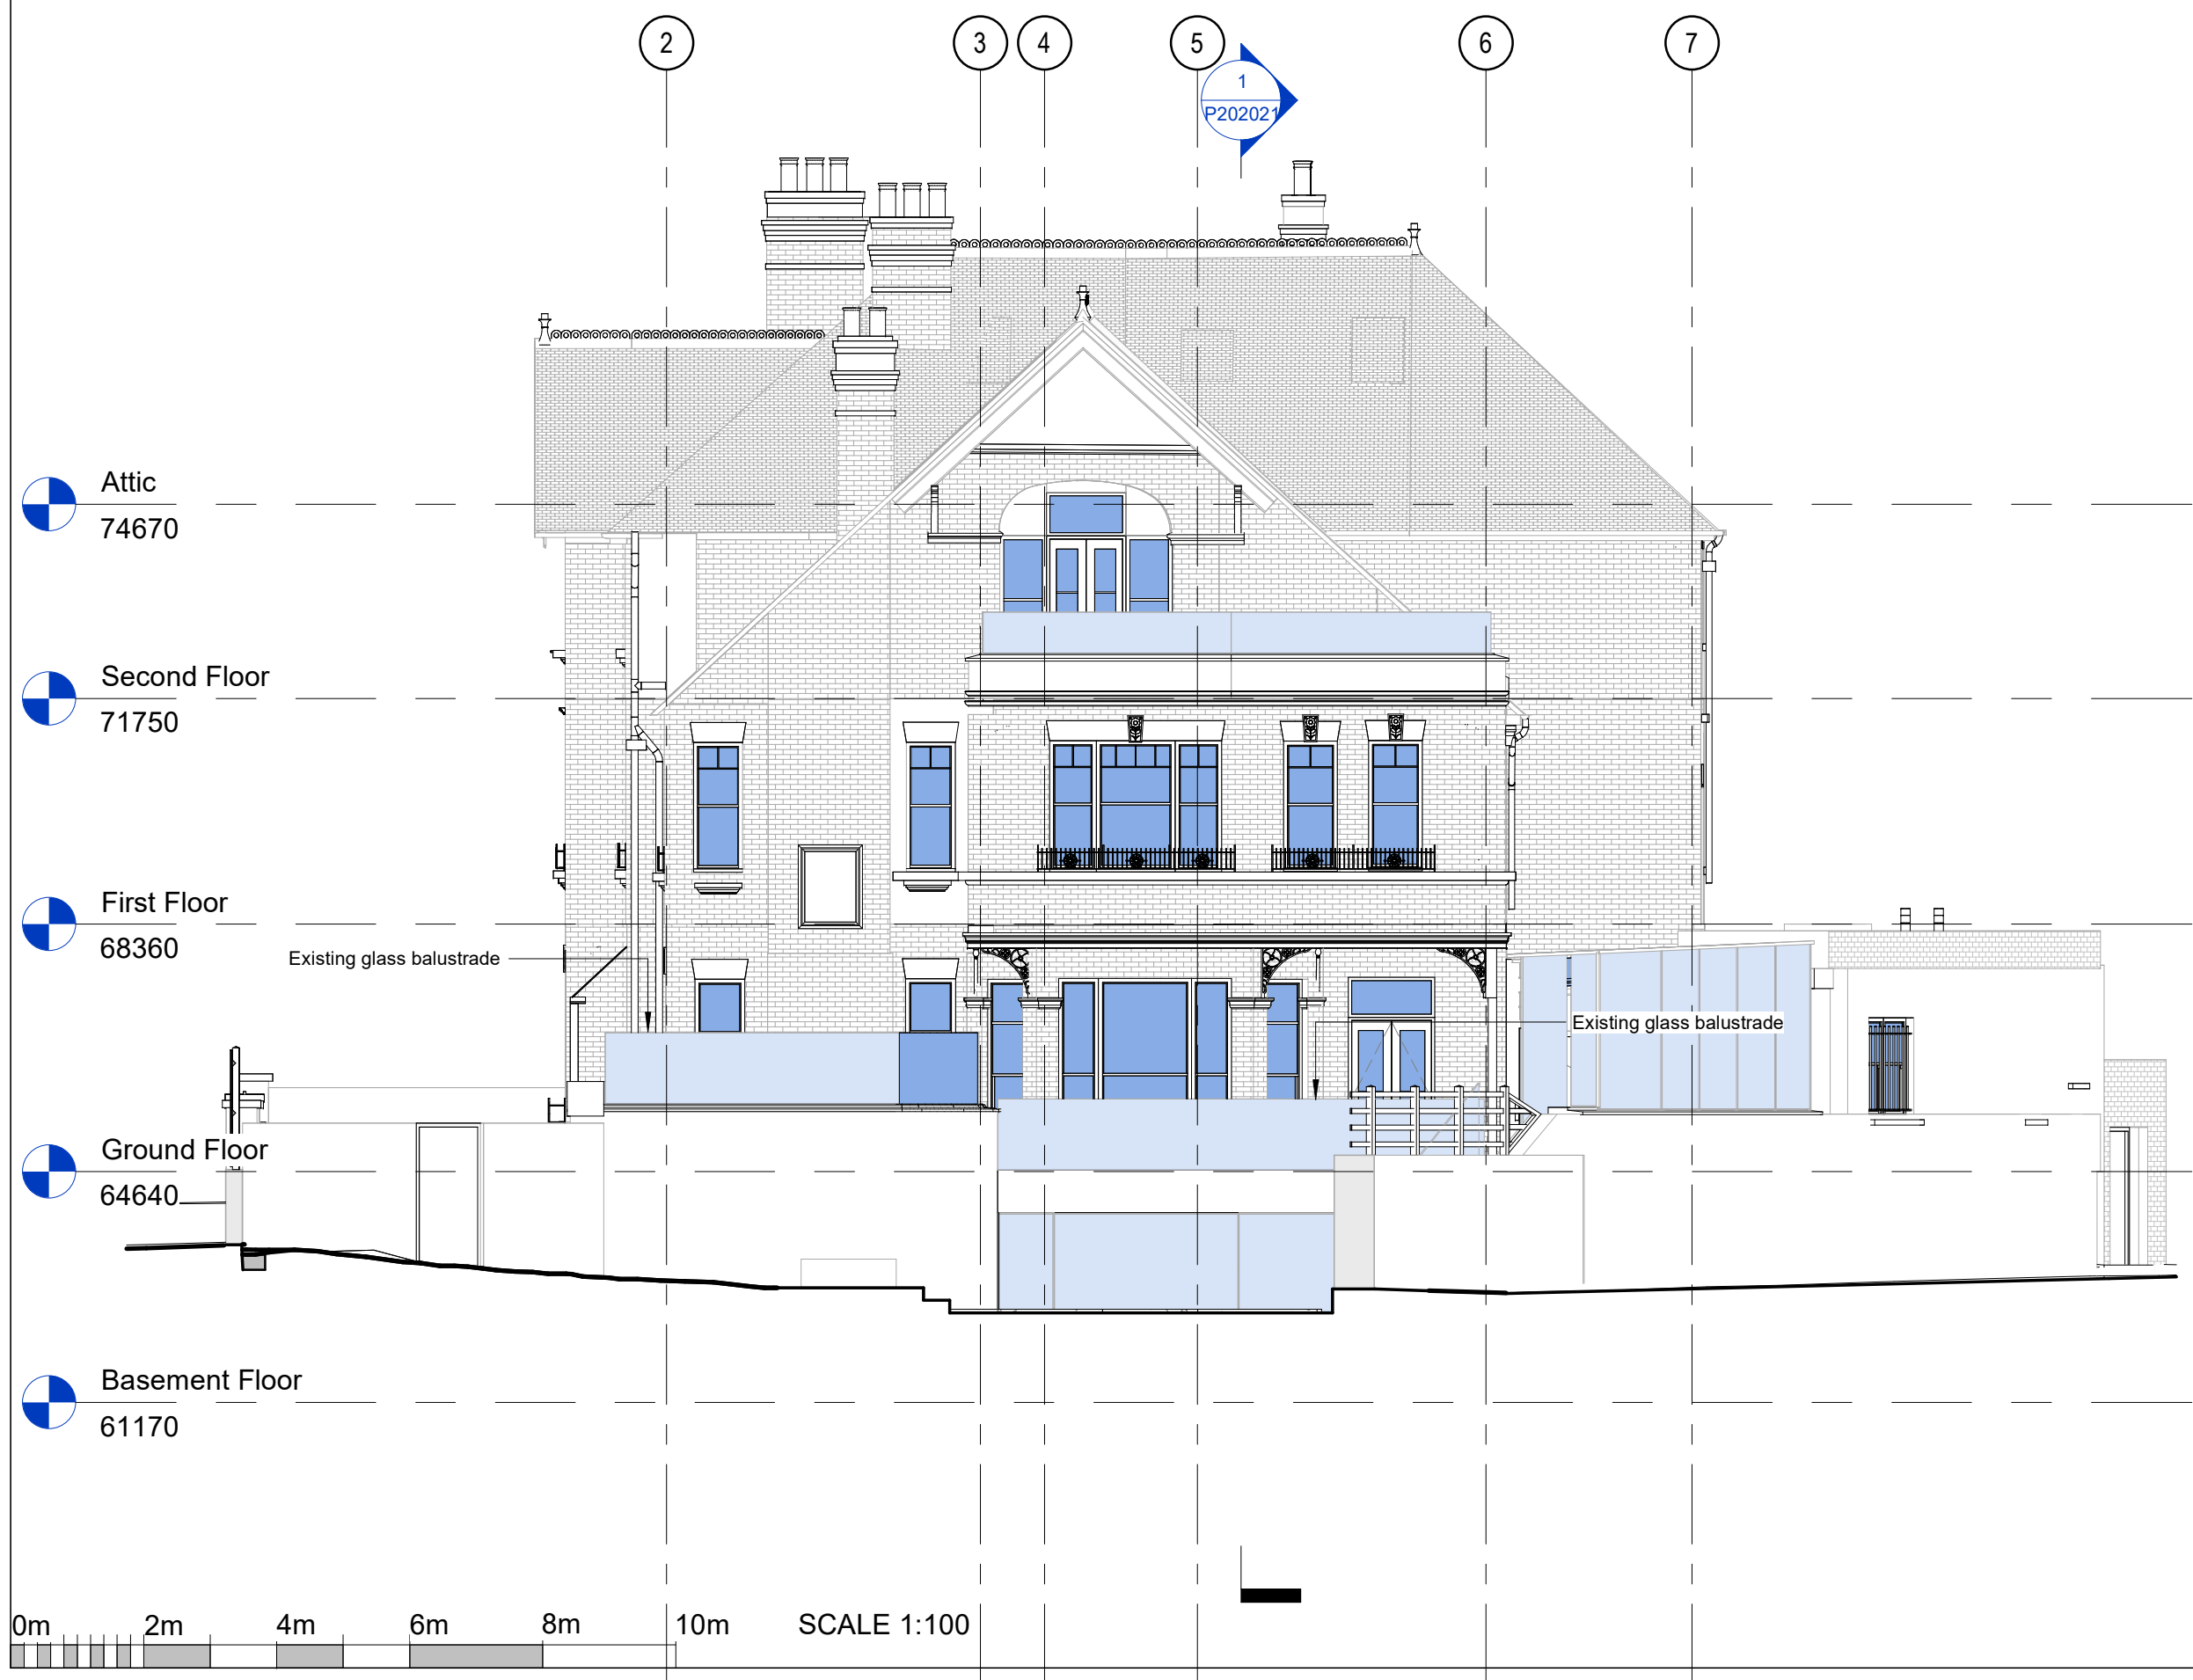 2
3
4
5
6
7
1
P202021
Attic
74670
Second Floor
71750
First Floor
68360
Existing glass balustrade
Existing glass balustrade
Ground Floor
64640
Basement Floor
61170
0m 2m 4m 6m 8m 10m SCALE 1:100